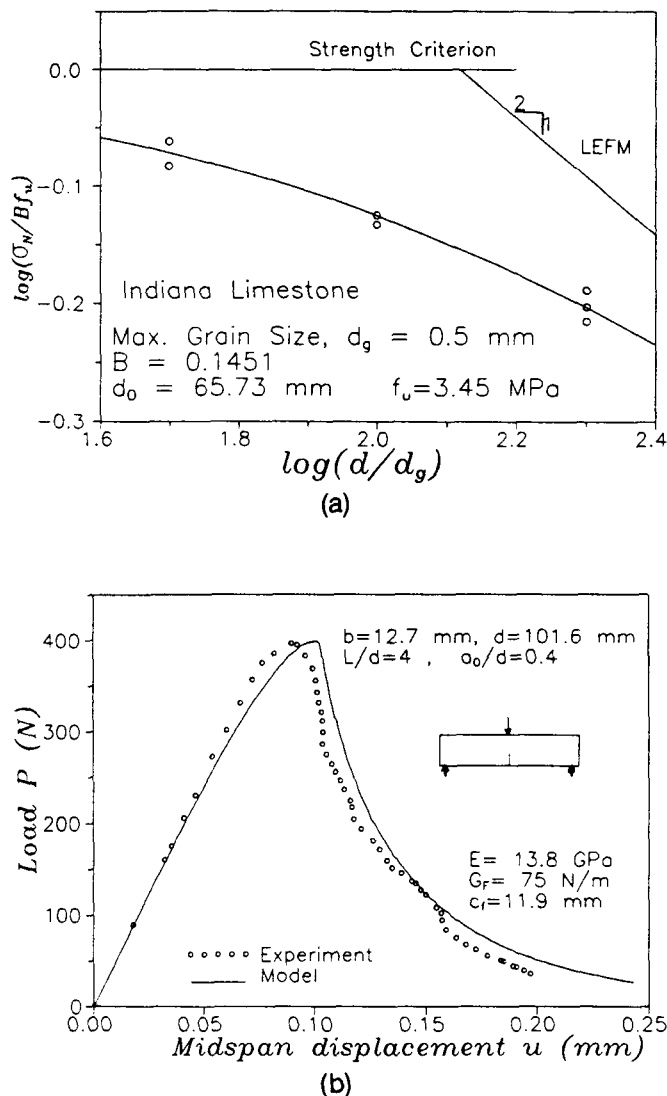 Strength Criterion
0.0
2
1
LEFM
-0.1
log(σN/Bfu)
Indiana Limestone
-0.2
Max. Grain Size, dg = 0.5 mm
B = 0.1451
do = 65.73 mm fu=3.45 MPa
-0.3
1.6 1.8 2.0 2.2 2.4
log(d/dg)
(a)
400
b=12.7 mm, d=101.6 mm
L/d=4 , ao/d=0.4
300
Load P (N)
200
E= 13.8 GPa
GF= 75 N/m
cf=11.9 mm
100
Experiment
Model
0
0.00 0.05 0.10 0.15 0.20 0.25
Midspan displacement u (mm)
(b)